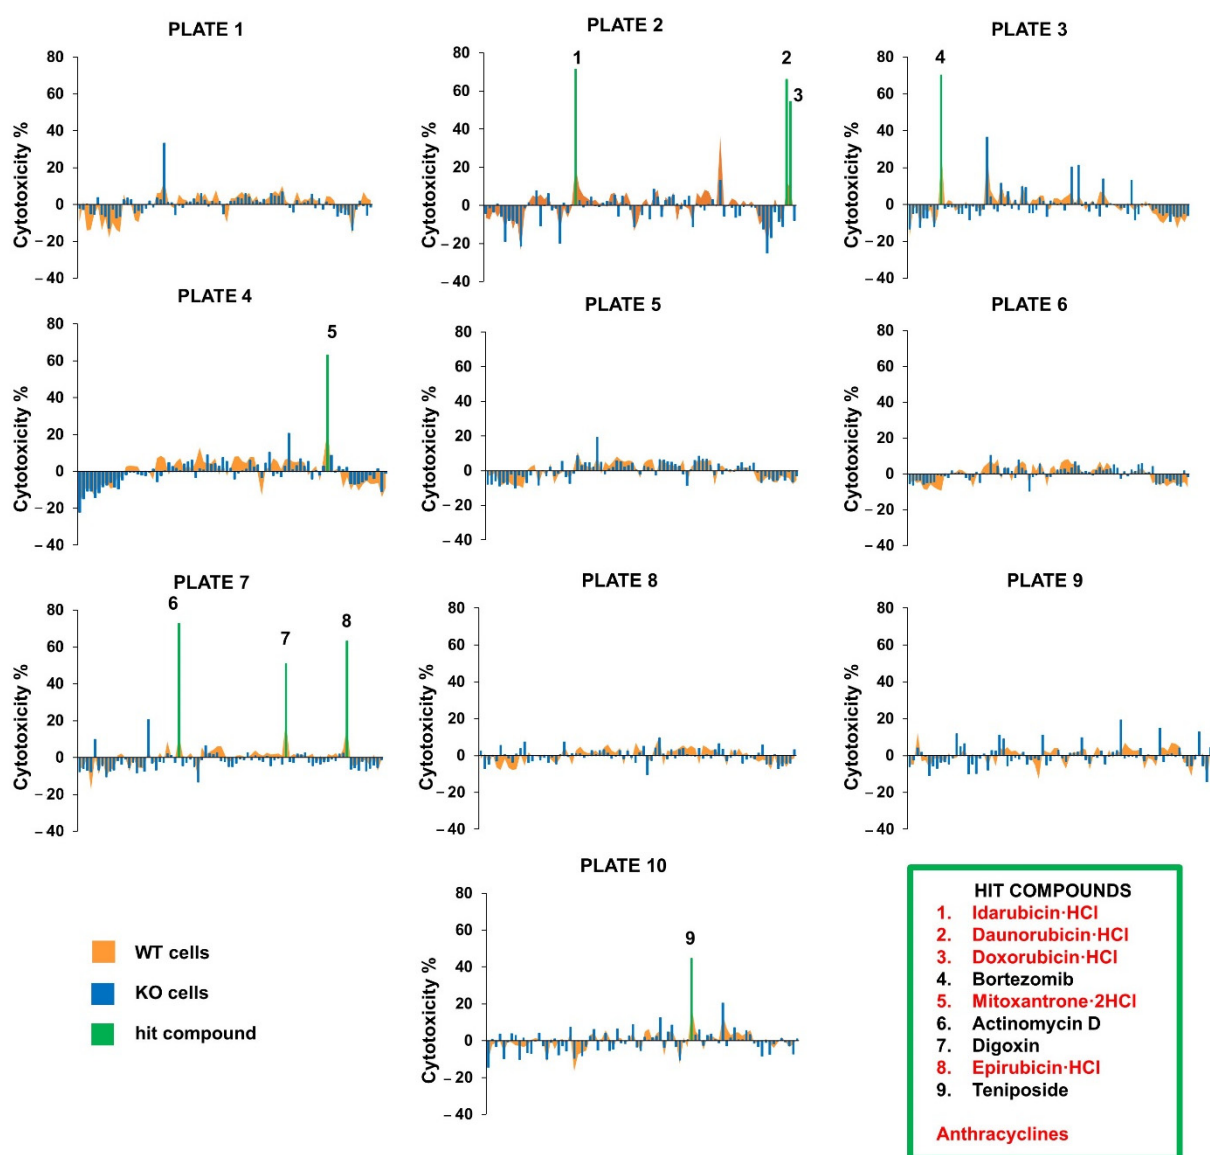 PLATE 1
Cytotoxicity %
80
60
40
20
0
– 20
– 40
PLATE 2
Cytotoxicity %
80
60
40
20
0
– 20
– 40
1
2
3
PLATE 3
Cytotoxicity %
80
60
40
20
0
– 20
– 40
4
PLATE 4
Cytotoxicity %
80
60
40
20
0
– 20
– 40
5
PLATE 5
Cytotoxicity %
80
60
40
20
0
– 20
– 40
PLATE 6
Cytotoxicity %
80
60
40
20
0
– 20
– 40
PLATE 7
Cytotoxicity %
80
60
40
20
0
– 20
– 40
6
7
8
PLATE 8
Cytotoxicity %
80
60
40
20
0
– 20
– 40
PLATE 9
Cytotoxicity %
80
60
40
20
0
– 20
– 40
WT cells
KO cells
hit compound
PLATE 10
Cytotoxicity %
80
60
40
20
0
– 20
– 40
9
HIT COMPOUNDS
1. Idarubicin·HCl
2. Daunorubicin·HCl
3. Doxorubicin·HCl
4. Bortezomib
5. Mitoxantrone·2HCl
6. Actinomycin D
7. Digoxin
8. Epirubicin·HCl
9. Teniposide
Anthracyclines